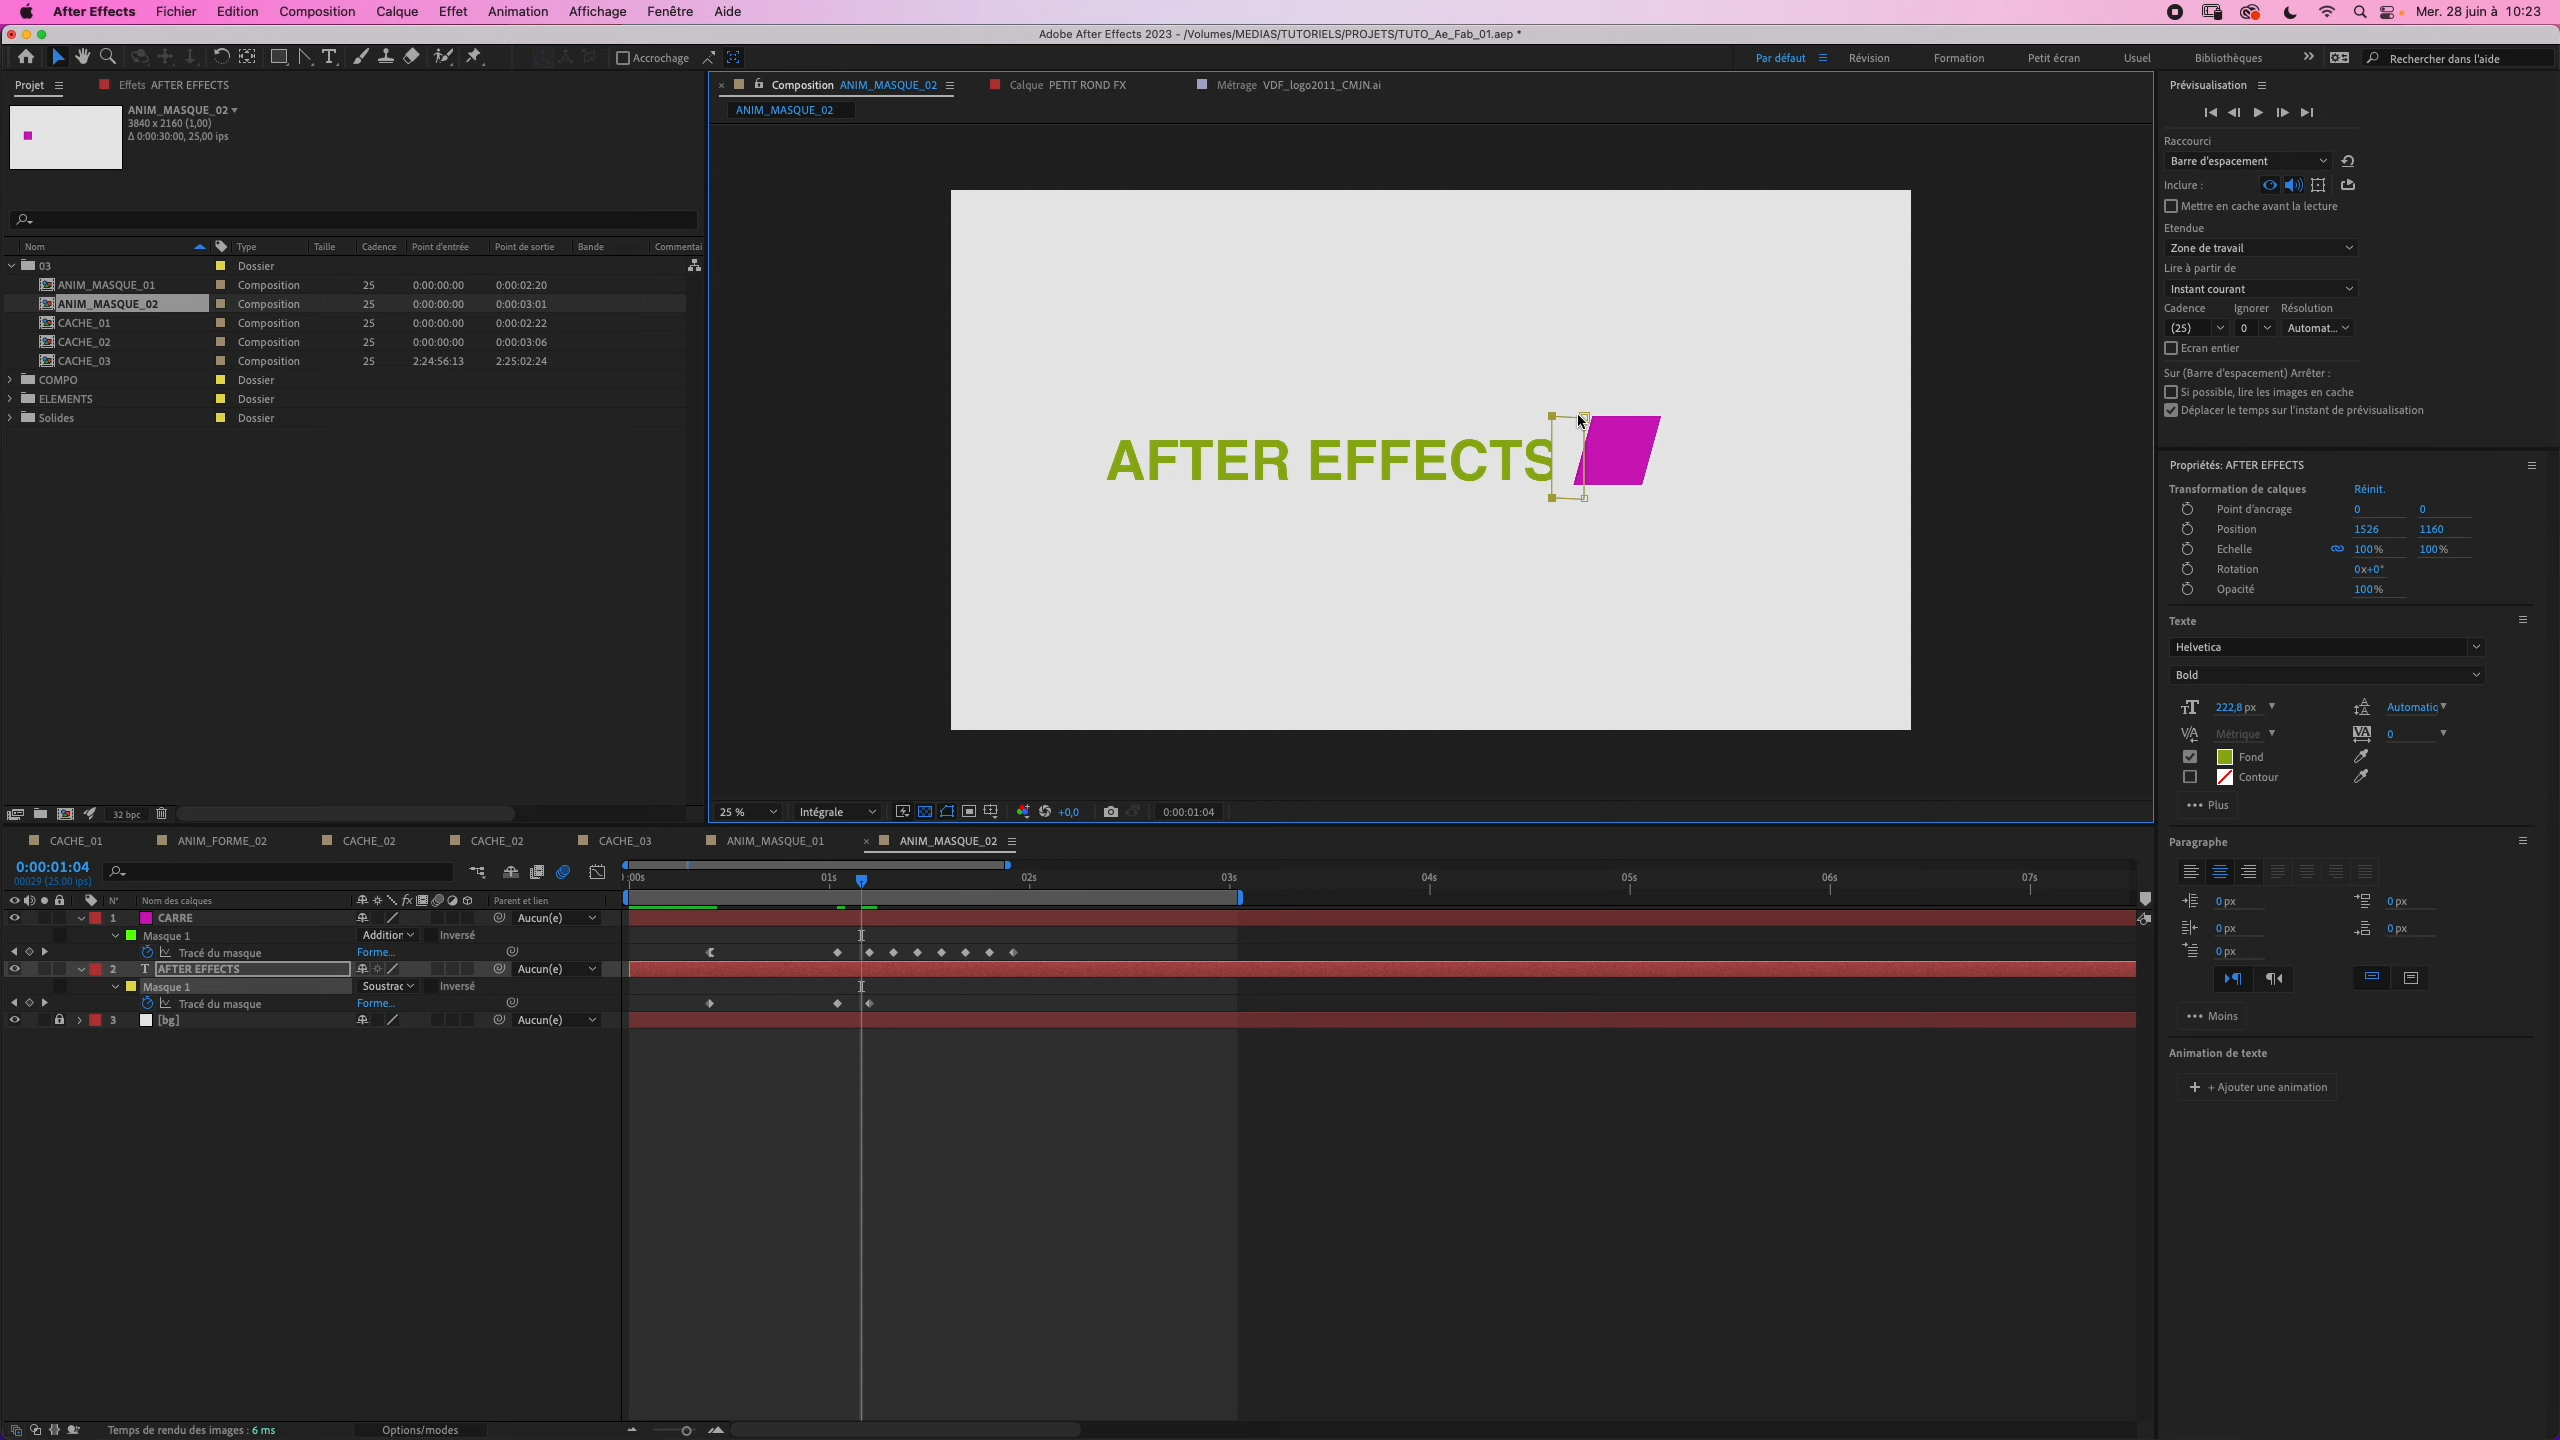 After Effects Fichier Edition Composition Calque Effet Animation Affichage Fenêtre Aide Mer. 28 juin à 10:23
Adobe After Effects 2023 - /Volumes/MEDIAS/TUTORIELS/PROJETS/TUTO_Ae_Fab_01.aep *
Accrochage Par défaut Révision Formation Petit écran Usuel Bibliothèques Rechercher dans l'aide
Projet Effets AFTER EFFECTS
ANIM_MASQUE_02
3840 x 2160 (1,00)
Δ 0:00:30:00, 25,00 ips
Nom Type Taille Cadence Point d'entrée Point de sortie Bande Commentai
03 Dossier
ANIM_MASQUE_01 Composition 25 0:00:00:00 0:00:02:20
ANIM_MASQUE_02 Composition 25 0:00:00:00 0:00:03:01
CACHE_01 Composition 25 0:00:00:00 0:00:02:22
CACHE_02 Composition 25 0:00:00:00 0:00:03:06
CACHE_03 Composition 25 2:24:56:13 2:25:02:24
COMPO Dossier
ELEMENTS Dossier
Solides Dossier
32 bpc
Composition ANIM_MASQUE_02 Calque PETIT ROND FX Métrage VDF_logo2011_CMJN.ai
ANIM_MASQUE_02
AFTER EFFECTS
25 % Intégrale +0,0 0:00:01:04
Prévisualisation
Raccourci
Barre d'espacement
Inclure :
Mettre en cache avant la lecture
Etendue
Zone de travail
Lire à partir de
Instant courant
Cadence Ignorer Résolution
(25) 0 Automat...
Ecran entier
Sur (Barre d'espacement) Arrêter :
Si possible, lire les images en cache
Déplacer le temps sur l'instant de prévisualisation
Propriétés: AFTER EFFECTS
Transformation de calques Réinit.
Point d'ancrage 0 0
Position 1526 1160
Echelle 100% 100%
Rotation 0x+0°
Opacité 100%
Texte
Helvetica
Bold
222,8 px Automatiq
Métrique 0
Fond
Contour
Plus
Paragraphe
0 px 0 px
0 px 0 px
0 px
Moins
Animation de texte
+ Ajouter une animation
CACHE_01 ANIM_FORME_02 CACHE_02 CACHE_02 CACHE_03 ANIM_MASQUE_01 ANIM_MASQUE_02
0:00:01:04
00029 (25.00 ips)
:00s 01s 02s 03s 04s 05s 06s 07s
N° Nom des calques Parent et lien
1 CARRE Aucun(e)
Masque 1 Addition Inversé
Tracé du masque Forme...
2 T AFTER EFFECTS Aucun(e)
Masque 1 Soustrac Inversé
Tracé du masque Forme...
3 [bg] Aucun(e)
Temps de rendu des images : 6 ms Options/modes